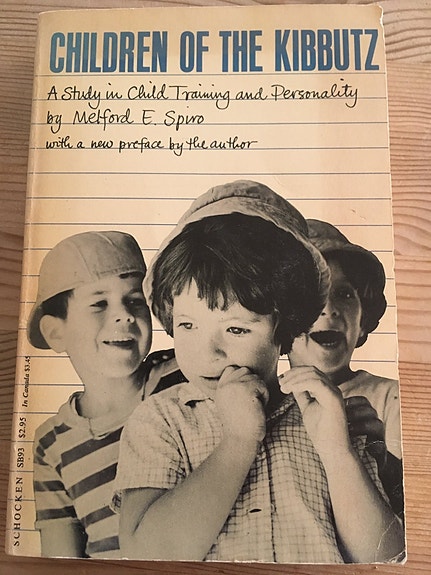 CHILDREN OF THE KIBBUTZ
A Study in Child Training and Personality
by Melford E. Spiro
with a new preface by the author
SCHOCKEN SB93 $2.95 In Canada $3.45